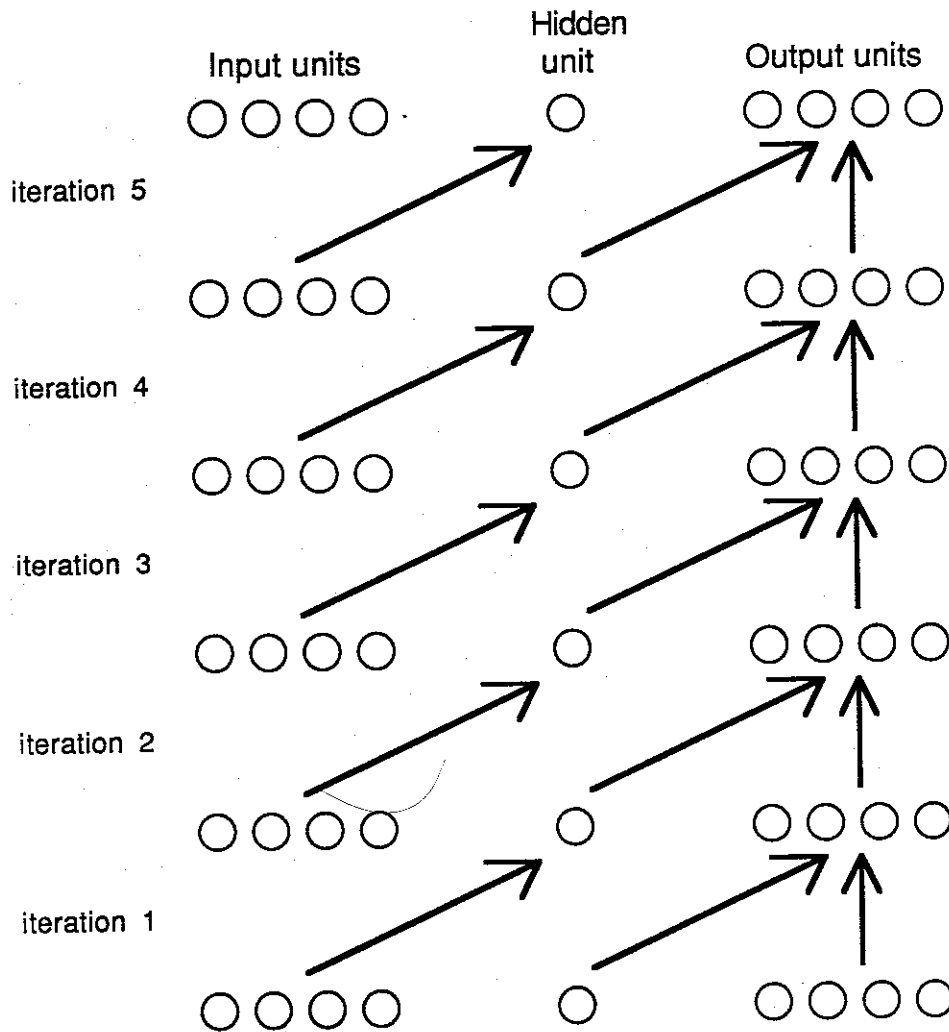 Input units
Hidden
unit
Output units
iteration 5
iteration 4
iteration 3
iteration 2
iteration 1